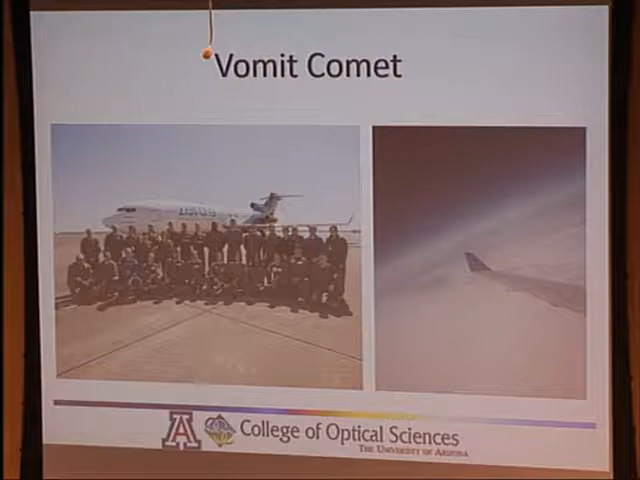 Vomit Comet
A
College of Optical Sciences
THE UNIVERSITY OF ARIZONA